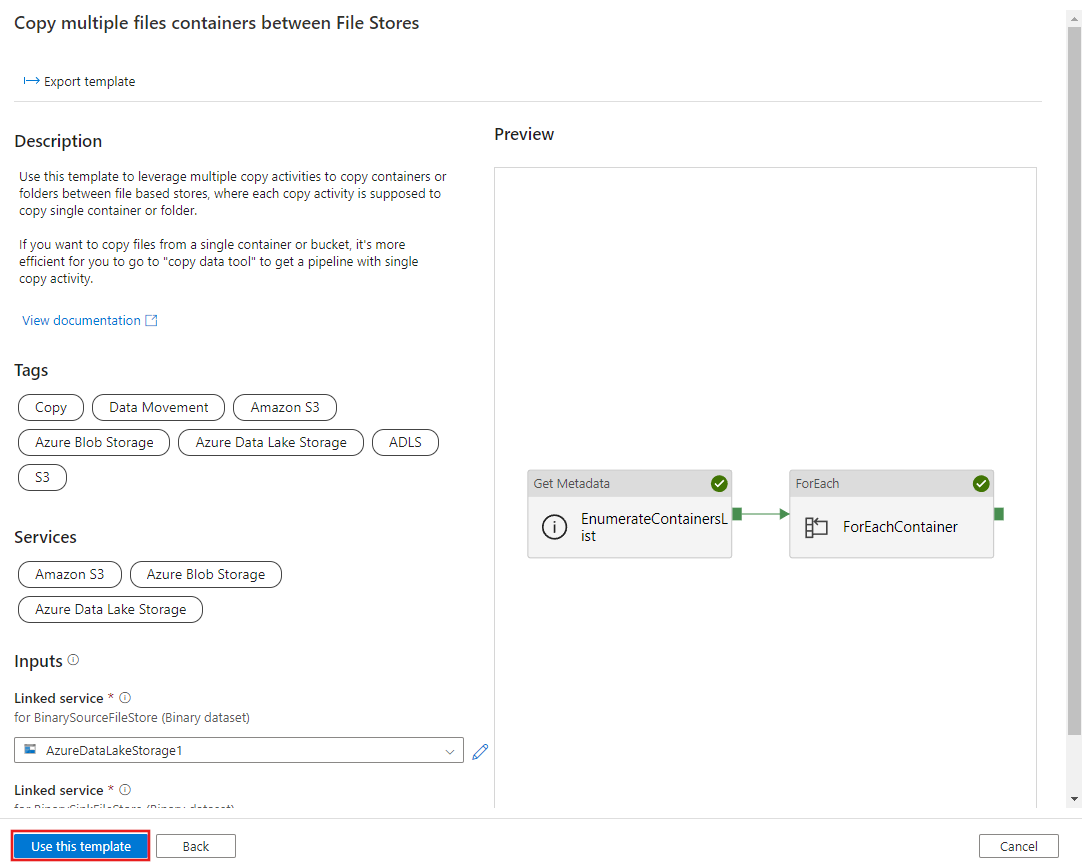 Copy multiple files containers between File Stores
Export template
Description
Use this template to leverage multiple copy activities to copy containers or
folders between file based stores, where each copy activity is supposed to
copy single container or folder.
If you want to copy files from a single container or bucket, it's more
efficient for you to go to "copy data tool" to get a pipeline with single
copy activity.
View documentation
Tags
Copy
Data Movement
Amazon S3
Azure Blob Storage
Azure Data Lake Storage
ADLS
S3
Services
Amazon S3
Azure Blob Storage
Azure Data Lake Storage
Inputs
Linked service *
for BinarySourceFileStore (Binary dataset)
AzureDataLakeStorage1
Linked service *
for BinarySinkFileStore (Binary dataset)
Preview
Get Metadata
EnumerateContainersL
ist
ForEach
ForEachContainer
Use this template
Back
Cancel